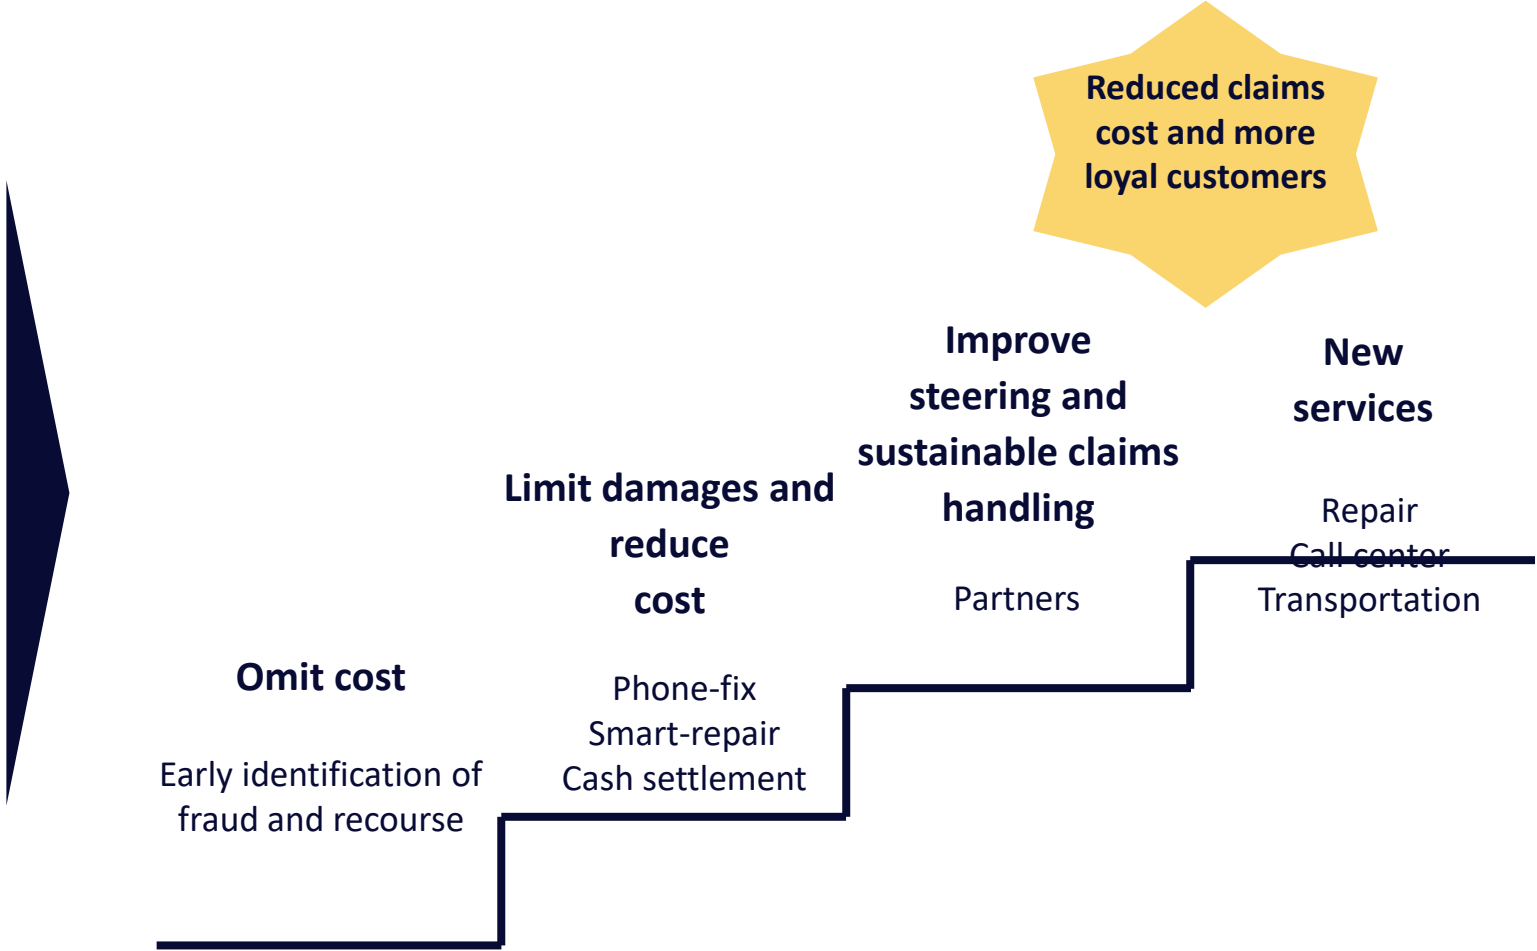 Reduced claims
cost and more
loyal customers
Omit cost
Early identification of
fraud and recourse
Limit damages and
reduce
cost
Phone-fix
Smart-repair
Cash settlement
Improve
steering and
sustainable claims
handling
Partners
New
services
Repair
Call center
Transportation